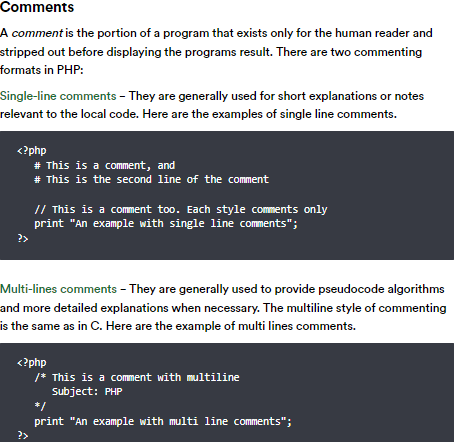 Comments
A comment is the portion of a program that exists only for the human reader and
stripped out before displaying the programs result. There are two commenting
formats in PHP:
Single-line comments – They are generally used for short explanations or notes
relevant to the local code. Here are the examples of single line comments.
<?php
# This is a comment, and
# This is the second line of the comment
// This is a comment too. Each style comments only
print "An example with single line comments";
?>
Multi-lines comments – They are generally used to provide pseudocode algorithms
and more detailed explanations when necessary. The multiline style of commenting
is the same as in C. Here are the example of multi lines comments.
<?php
/* This is a comment with multiline
Subject: PHP
*/
print "An example with multi line comments";
?>